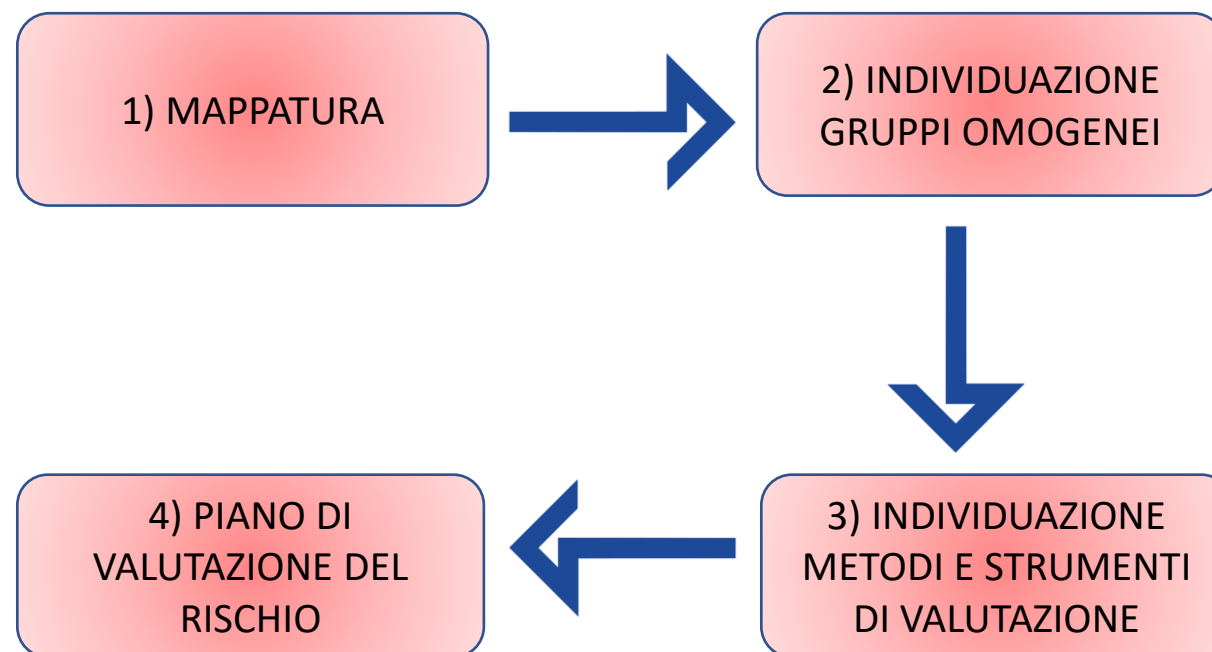 1) MAPPATURA
2) INDIVIDUAZIONE
GRUPPI OMOGENEI
3) INDIVIDUAZIONE
METODI E STRUMENTI
DI VALUTAZIONE
4) PIANO DI
VALUTAZIONE DEL
RISCHIO